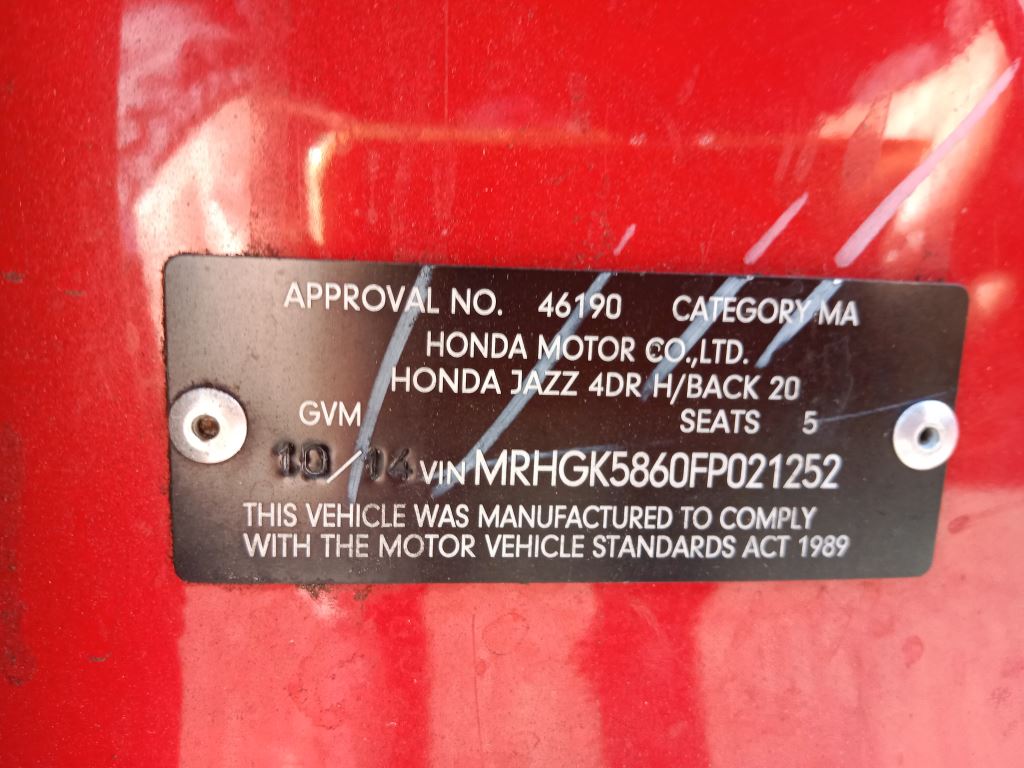 APPROVAL NO. 46190 CATEGORY MA
HONDA MOTOR CO.,LTD.
HONDA JAZZ 4DR H/BACK 20
GVM SEATS 5
10/14 VIN MRHGK5860FP021252
THIS VEHICLE WAS MANUFACTURED TO COMPLY
WITH THE MOTOR VEHICLE STANDARDS ACT 1989